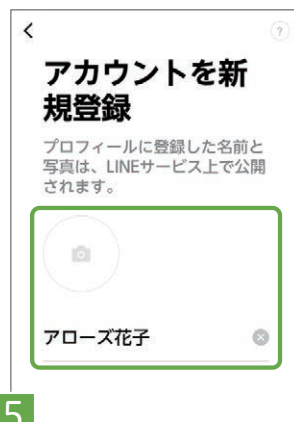 ?
アカウントを新
規登録
プロフィールに登録した名前と
写真は、LINEサービス上で公開
されます。
アローズ花子
5